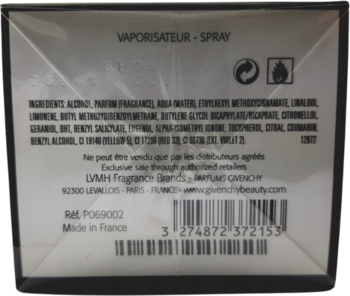 VAPORISATEUR - SPRAY
INGREDIENTS: ALCOHOL, PARFUM (FRAGRANCE), AQUA (WATER), ETHYLHEXYL METHOXYCINNAMATE, LINALOOL,
LIMONENE, BUTYL METHOXYDIBENZOYLMETHANE, BUTYLENE GLYCOL DICAPRYLATE/DICAPRATE, CITRONELLOL,
GERANIOL, BHT, BENZYL SALICYLATE, EUGENOL, ALPHA-ISOMETHYL IONONE, TOCOPHEROL, CITRAL, COUMARIN,
BENZYL ALCOHOL, CI 19140 (YELLOW 5), CI 17200 (RED 33), CI 60730 (EXT. VIOLET 2). 12672
Ne peut être vendu que par les distributeurs agréés
Exclusive sale through authorized retailers
LVMH Fragrance Brands - PARFUMS GIVENCHY
92300 LEVALLOIS - PARIS - FRANCE - www.givenchybeauty.com
Réf. P069002
Made in France
3 274872 372153